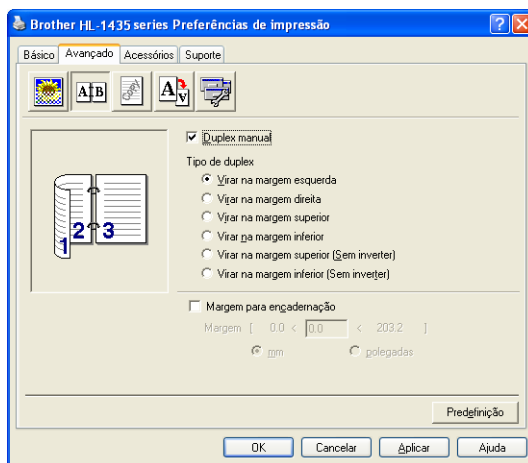 Brother HL-1435 series Preferências de impressão
Básico Avançado Acessórios Suporte
A B
A V
1 2 3
Duplex manual
Tipo de duplex
Virar na margem esquerda
Virar na margem direita
Virar na margem superior
Virar na margem inferior
Virar na margem superior (Sem inverter)
Virar na margem inferior (Sem inverter)
Margem para encadernação
Margem [ 0.0 < 0.0 < 203.2 ]
mm polegadas
Predefinição
OK Cancelar Aplicar Ajuda